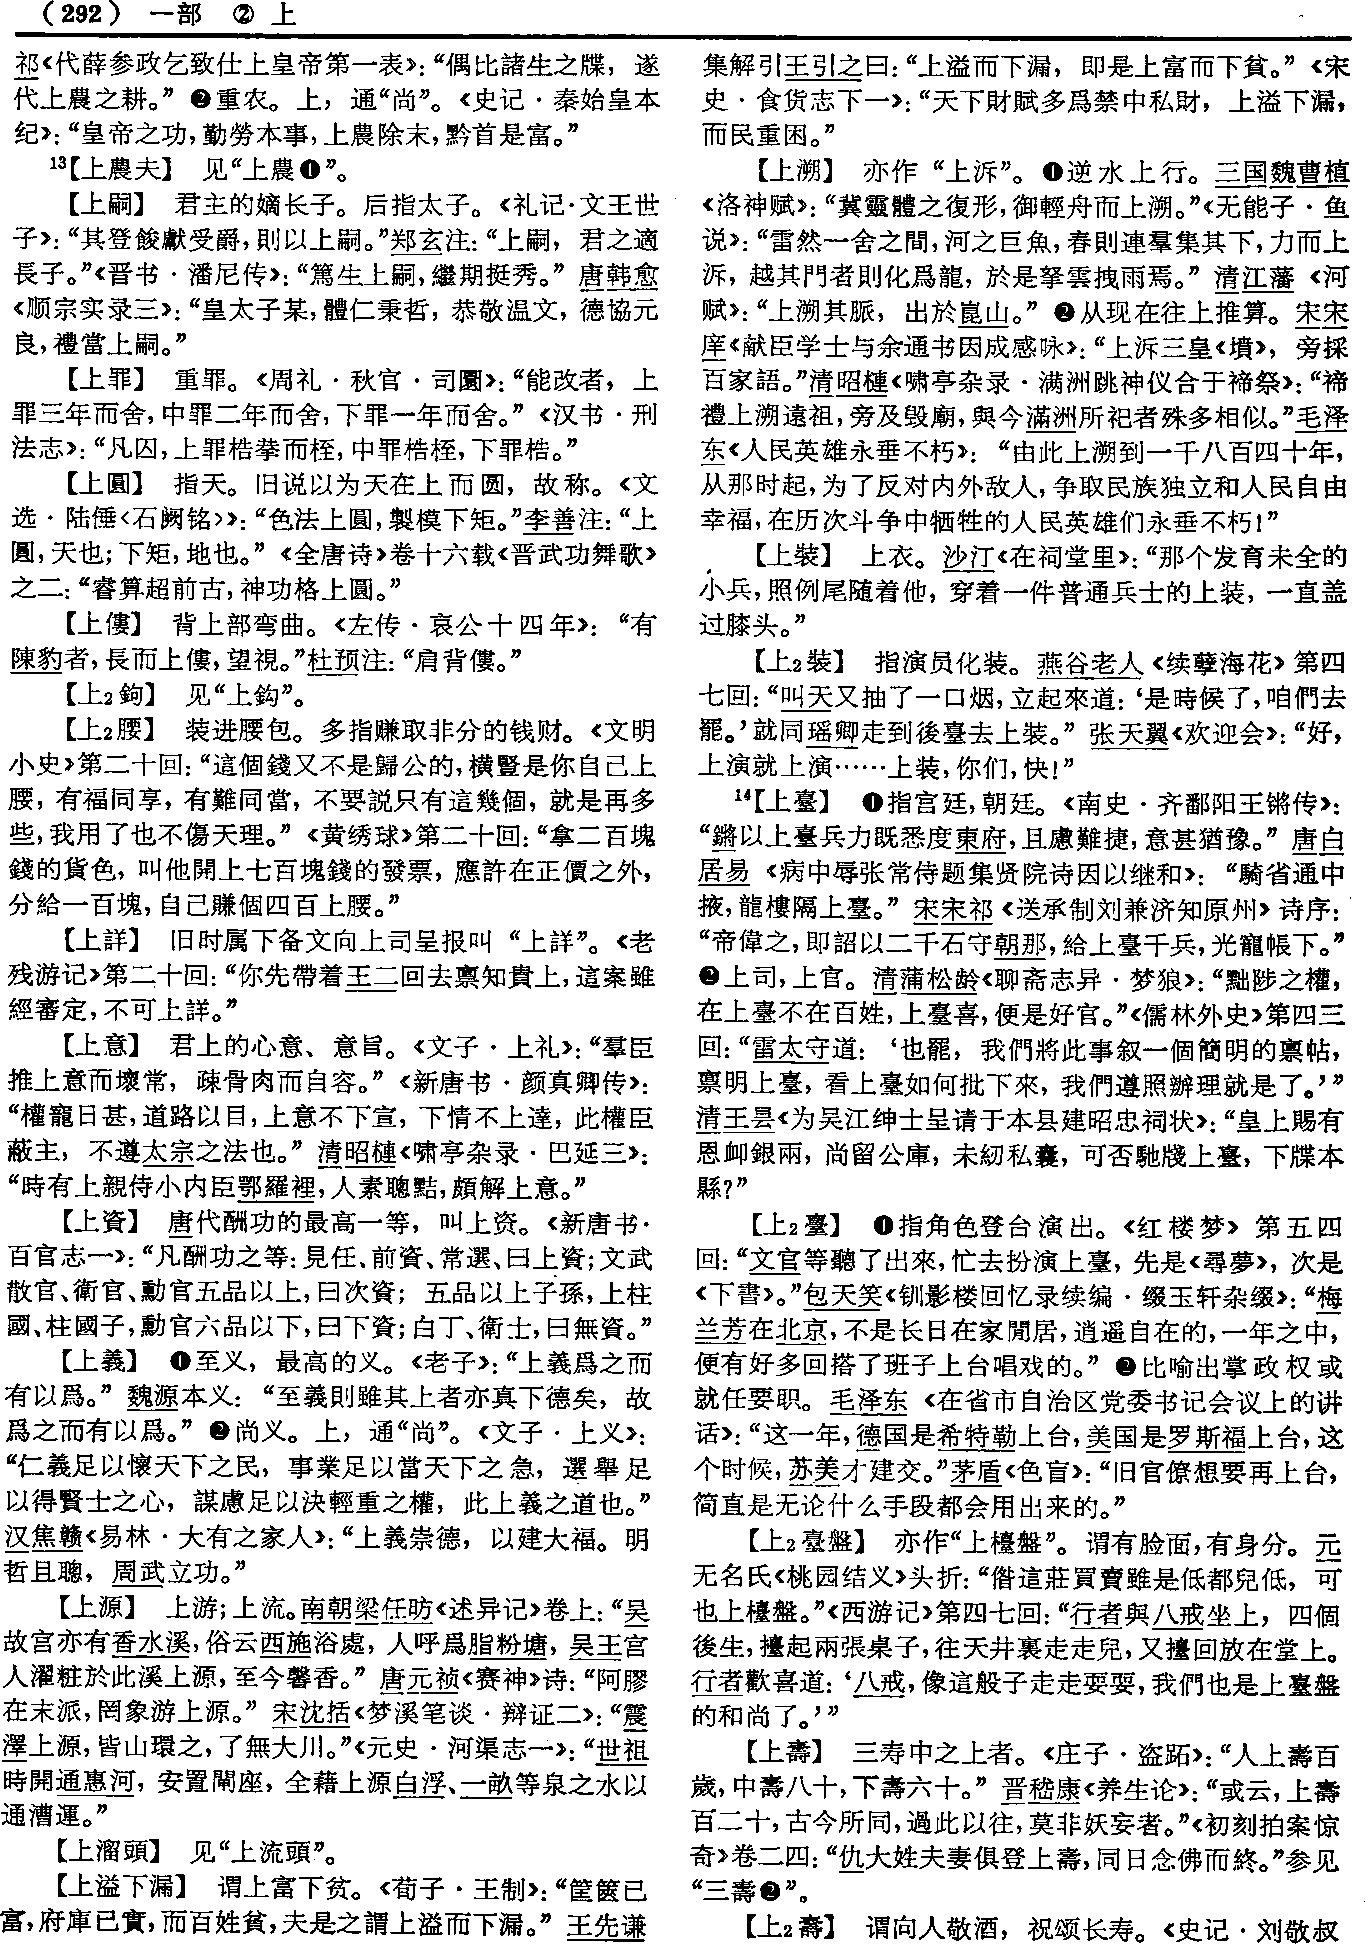 （292） 一部 ② 上
祁《代薛参政乞致仕上皇帝第一表》：“偶比諸生之牒，遂
代上農之耕。” ❷重农。上，通“尚”。《史记·秦始皇本
纪》：“皇帝之功，勤勞本事，上農除末，黔首是富。”
13【上農夫】 见“上農❶”。
【上嗣】 君主的嫡长子。后指太子。《礼记·文王世
子》：“其登餕獻受爵，則以上嗣。”郑玄注：“上嗣，君之適
長子。”《晋书·潘尼传》：“篤生上嗣，繼期挺秀。” 唐韩愈
《顺宗实录三》：“皇太子某，體仁秉哲，恭敬温文，德協元
良，禮當上嗣。”
【上罪】 重罪。《周礼·秋官·司圜》：“能改者，上
罪三年而舍，中罪二年而舍，下罪一年而舍。” 《汉书·刑
法志》：“凡囚，上罪梏拲而桎，中罪梏桎，下罪梏。”
【上圓】 指天。旧说以为天在上而圆，故称。《文
选·陆倕〈石阙铭〉》：“色法上圓，製模下矩。”李善注：“上
圓，天也；下矩，地也。” 《全唐诗》卷十六载《晋武功舞歌》
之二：“睿算超前古，神功格上圓。”
【上僂】 背上部弯曲。《左传·哀公十四年》：“有
陳豹者，長而上僂，望視。”杜预注：“肩背僂。”
【上2鉤】 见“上鈎”。
【上2腰】 装进腰包。多指赚取非分的钱财。《文明
小史》第二十回：“這個錢又不是歸公的，横豎是你自己上
腰，有福同享，有難同當，不要説只有這幾個，就是再多
些，我用了也不傷天理。” 《黄绣球》第二十回：“拿二百塊
錢的貨色，叫他開上七百塊錢的發票，應許在正價之外，
分給一百塊，自己賺個四百上腰。”
【上詳】 旧时属下备文向上司呈报叫“上詳”。《老
残游记》第二十回：“你先帶着王二回去禀知貴上，這案雖
經審定，不可上詳。”
【上意】 君上的心意、意旨。《文子·上礼》：“羣臣
推上意而壞常，疎骨肉而自容。” 《新唐书·颜真卿传》：
“權寵日甚，道路以目，上意不下宣，下情不上達，此權臣
蔽主，不遵太宗之法也。” 清昭槤《啸亭杂录·巴延三》：
“時有上親侍小内臣鄂羅裡，人素聰黠，頗解上意。”
【上資】 唐代酬功的最高一等，叫上资。《新唐书·
百官志一》：“凡酬功之等：見任、前資、常選，曰上資；文武
散官、衛官、勳官五品以上，曰次資；五品以上子孫，上柱
國、柱國子，勳官六品以下，曰下資；白丁、衛士，曰無資。”
【上義】 ❶至义，最高的义。《老子》：“上義爲之而
有以爲。” 魏源本义：“至義則雖其上者亦真下德矣，故
爲之而有以爲。” ❷尚义。上，通“尚”。《文子·上义》：
“仁義足以懷天下之民，事業足以當天下之急，選舉足
以得賢士之心，謀慮足以決輕重之權，此上義之道也。”
汉焦赣《易林·大有之家人》：“上義崇德，以建大福。明
哲且聰，周武立功。”
【上源】 上游；上流。南朝梁任昉《述异记》卷上：“吴
故宫亦有香水溪，俗云西施浴處，人呼爲脂粉塘，吴王宫
人濯粧於此溪上源，至今馨香。” 唐元祯《赛神》诗：“阿膠
在末派，罔象游上源。” 宋沈括《梦溪笔谈·辩证二》：“震
澤上源，皆山環之，了無大川。”《元史·河渠志一》：“世祖
時開通惠河，安置閘座，全藉上源白浮、一畝等泉之水以
通漕運。”
【上溜頭】 见“上流頭”。
【上溢下漏】 谓上富下贫。《荀子·王制》：“筐篋已
富，府庫已實，而百姓貧，夫是之謂上溢而下漏。” 王先谦
集解引王引之曰：“上溢而下漏，即是上富而下貧。” 《宋
史·食货志下一》：“天下財賦多爲禁中私財，上溢下漏，
而民重困。”
【上溯】 亦作“上泝”。❶逆水上行。三国魏曹植
《洛神赋》：“冀靈體之復形，御輕舟而上溯。”《无能子·鱼
说》：“雷然一舍之間，河之巨魚，春則連羣集其下，力而上
泝，越其門者則化爲龍，於是拏雲拽雨焉。” 清江藩《河
赋》：“上溯其脈，出於崑山。” ❷从现在往上推算。宋宋
庠《献臣学士与余通书因成感咏》：“上泝三皇《墳》，旁採
百家語。”清昭槤《啸亭杂录·满洲跳神仪合于禘祭》：“禘
禮上溯遠祖，旁及毁廟，與今滿洲所祀者殊多相似。”毛泽
东《人民英雄永垂不朽》：“由此上溯到一千八百四十年，
从那时起，为了反对内外敌人，争取民族独立和人民自由
幸福，在历次斗争中牺牲的人民英雄们永垂不朽！”
【上裝】 上衣。沙汀《在祠堂里》：“那个发育未全的
小兵，照例尾随着他，穿着一件普通兵士的上装，一直盖
过膝头。”
【上2裝】 指演员化装。燕谷老人《续孽海花》第四
七回：“叫天又抽了一口烟，立起來道：‘是時候了，咱們去
罷。’就同瑶卿走到後臺去上裝。” 张天翼《欢迎会》：“好，
上演就上演……上装，你们，快！”
14【上臺】 ❶指宫廷，朝廷。《南史·齐鄱阳王锵传》：
“鏘以上臺兵力既悉度東府，且慮難捷，意甚猶豫。” 唐白
居易《病中辱张常侍题集贤院诗因以继和》：“騎省通中
掖，龍樓隔上臺。” 宋宋祁《送承制刘兼济知原州》诗序：
“帝偉之，即詔以二千石守朝那，給上臺千兵，光寵帳下。”
❷上司，上官。清蒲松龄《聊斋志异·梦狼》：“黜陟之權，
在上臺不在百姓，上臺喜，便是好官。”《儒林外史》第四三
回：“雷太守道：‘也罷，我們將此事叙一個簡明的禀帖，
禀明上臺，看上臺如何批下來，我們遵照辦理就是了。’”
清王昙《为吴江绅士呈请于本县建昭忠祠状》：“皇上賜有
恩卹銀兩，尚留公庫，未紉私囊，可否馳牋上臺，下牒本
縣？”
【上2臺】 ❶指角色登台演出。《红楼梦》第五四
回：“文官等聽了出來，忙去扮演上臺，先是《尋夢》，次是
《下書》。”包天笑《钏影楼回忆录续编·缀玉轩杂缀》：“梅
兰芳在北京，不是长日在家閒居，逍遥自在的，一年之中，
便有好多回搭了班子上台唱戏的。” ❷比喻出掌政权或
就任要职。毛泽东《在省市自治区党委书记会议上的讲
话》：“这一年，德国是希特勒上台，美国是罗斯福上台，这
个时候，苏美才建交。”茅盾《色盲》：“旧官僚想要再上台，
简直是无论什么手段都会用出来的。”
【上2臺盤】 亦作“上檯盤”。谓有脸面，有身分。元
无名氏《桃园结义》头折：“偺這莊買賣雖是低都兒低，可
也上檯盤。”《西游记》第四七回：“行者與八戒坐上，四個
後生，擡起兩張桌子，往天井裏走走兒，又擡回放在堂上。
行者歡喜道：‘八戒，像這般子走走耍耍，我們也是上臺盤
的和尚了。’”
【上壽】 三寿中之上者。《庄子·盗跖》：“人上壽百
歲，中壽八十，下壽六十。” 晋嵇康《养生论》：“或云，上壽
百二十，古今所同，過此以往，莫非妖妄者。”《初刻拍案惊
奇》卷二四：“仇大姓夫妻俱登上壽，同日念佛而終。”参见
“三壽❷”。
【上2壽】 谓向人敬酒，祝颂长寿。《史记·刘敬叔